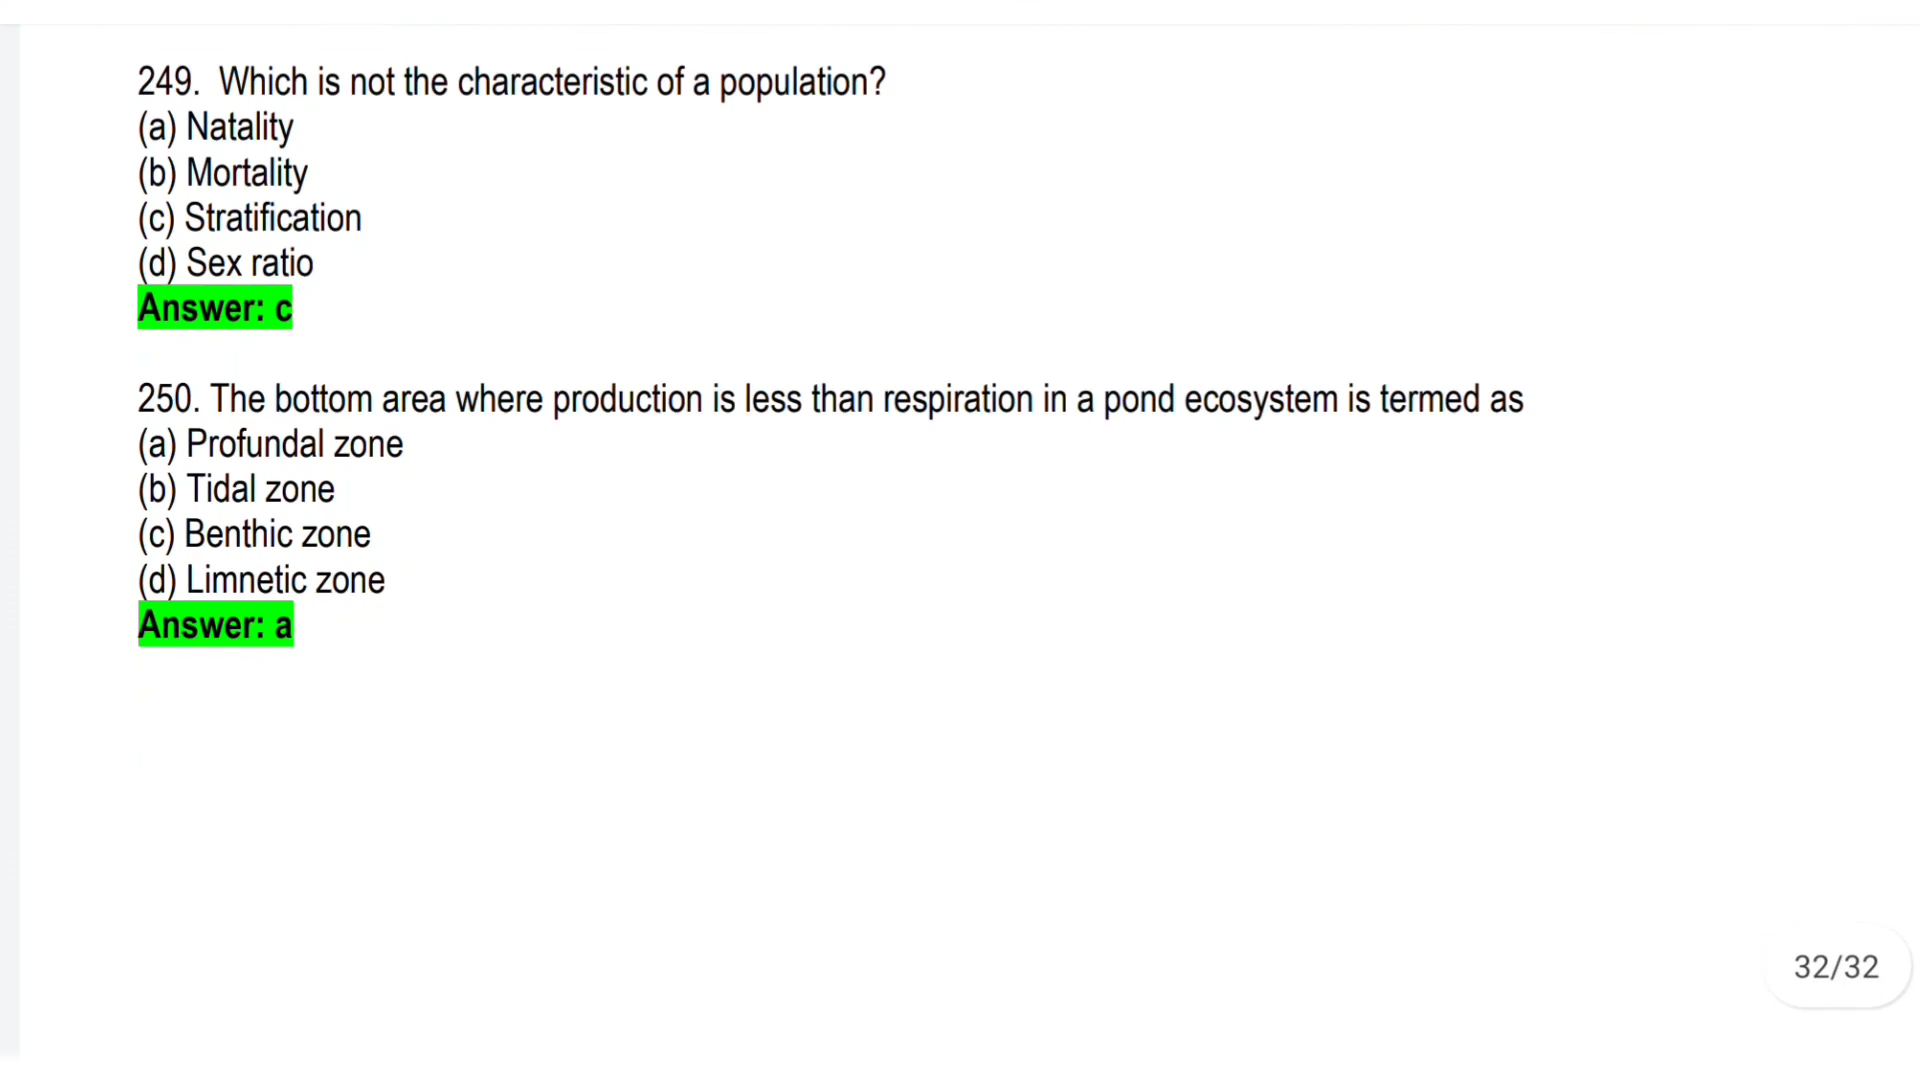 249.  Which is not the characteristic of a population?
(a) Natality
(b) Mortality
(c) Stratification
(d) Sex ratio
Answer: c
250. The bottom area where production is less than respiration in a pond ecosystem is termed as
(a) Profundal zone
(b) Tidal zone
(c) Benthic zone
(d) Limnetic zone
Answer: a
32/32